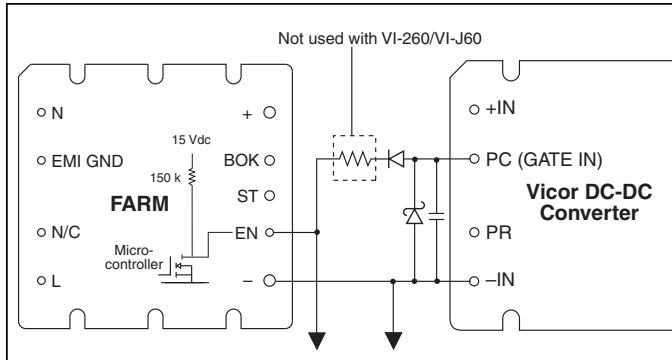 Not used with VI-260/VI-J60
N
EMI GND
N/C
L
15 Vdc
150 k
FARM
Micro-
controller
+
BOK
ST
EN
–
+IN
PC (GATE IN)
Vicor DC-DC
Converter
PR
–IN